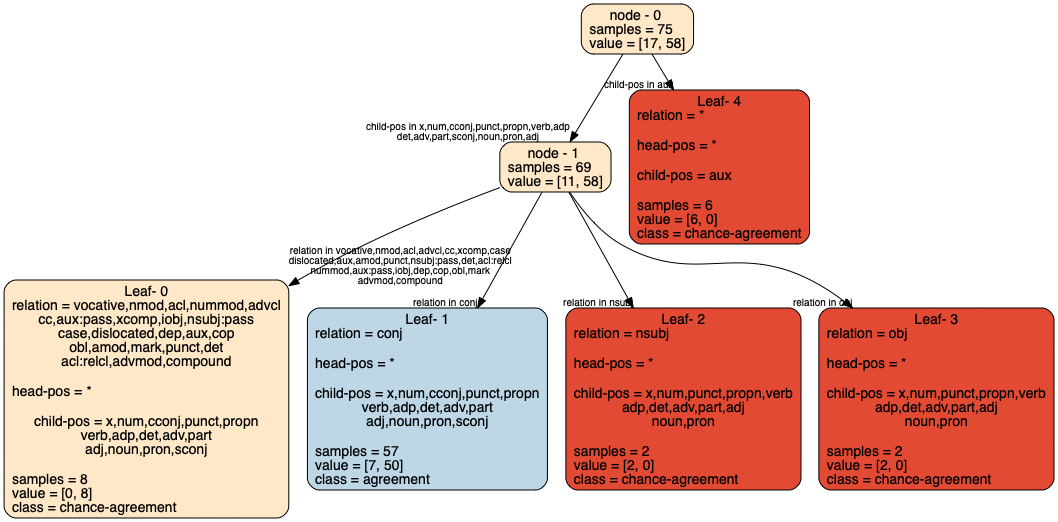 node - 0
samples = 75
value = [17, 58]
child-pos in aux
Leaf- 4
relation = *
head-pos = *
child-pos = aux
samples = 6
value = [6, 0]
class = chance-agreement
child-pos in x,num,cconj,punct,propn,verb,adp
det,adv,part,sconj,noun,pron,adj
node - 1
samples = 69
value = [11, 58]
relation in vocative,nmod,acl,advcl,cc,xcomp,case
dislocated,aux,amod,punct,nsubj:pass,det,acl:relcl
nummod,aux:pass,iobj,dep,cop,obl,mark
advmod,compound
relation in conj
relation in nsubj
relation in obj
Leaf- 0
relation = vocative,nmod,acl,nummod,advcl
cc,aux:pass,xcomp,iobj,nsubj:pass
case,dislocated,dep,aux,cop
obl,amod,mark,punct,det
acl:relcl,advmod,compound
head-pos = *
child-pos = x,num,cconj,punct,propn
verb,adp,det,adv,part
adj,noun,pron,sconj
samples = 8
value = [0, 8]
class = chance-agreement
Leaf- 1
relation = conj
head-pos = *
child-pos = x,num,cconj,punct,propn
verb,adp,det,adv,part
adj,noun,pron,sconj
samples = 57
value = [7, 50]
class = agreement
Leaf- 2
relation = nsubj
head-pos = *
child-pos = x,num,punct,propn,verb
adp,det,adv,part,adj
noun,pron
samples = 2
value = [2, 0]
class = chance-agreement
Leaf- 3
relation = obj
head-pos = *
child-pos = x,num,punct,propn,verb
adp,det,adv,part,adj
noun,pron
samples = 2
value = [2, 0]
class = chance-agreement